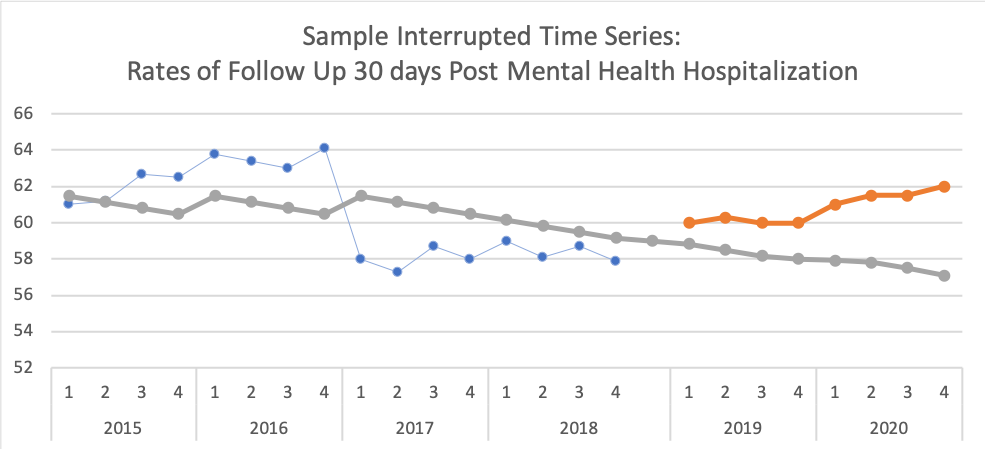 Sample Interrupted Time Series:
Rates of Follow Up 30 days Post Mental Health Hospitalization
66
64
62
60
58
56
54
52
1 2 3 4 1 2 3 4 1 2 3 4 1 2 3 4 1 2 3 4 1 2 3 4
2015 2016 2017 2018 2019 2020